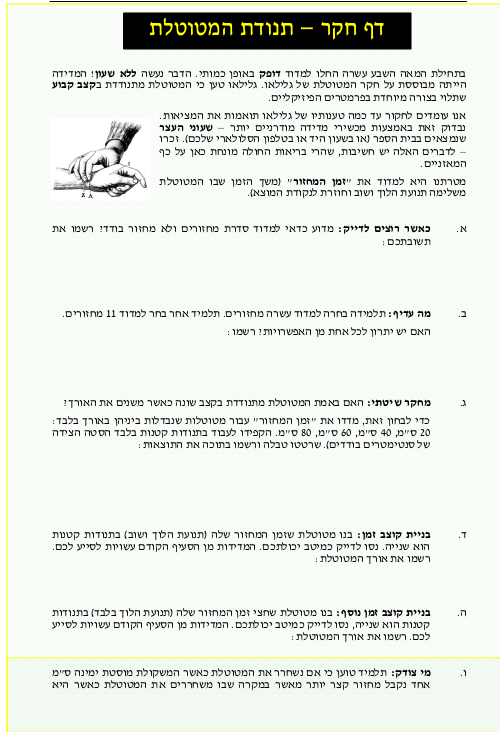 דף חקר – תנודת המטוטלת
בתחילת המאה השבע עשרה החלו למדוד דופק באופן כמותי. הדבר נעשה ללא שעון! המדידה
הייתה מבוססת על חקר המטוטלת של גלילאו. גלילאו טען כי המטוטלת מתנודדת בקצב קבוע
שתלוי בצורה מיוחדת בפרמטרים הפיזיקליים.
אנו עומדים לחקור עד כמה טענותיו של גלילאו תואמות את המציאות.
נבדוק זאת באמצעות מכשירי מדידה מודרניים יותר – שעוני העצר
שנמצאים בבית הספר (או בשעון היד או בטלפון הסלולארי שלכם). זכרו
– לדברים האלה יש חשיבות, שהרי בריאות החולה מונחת כאן על כף
המאזניים.
מטרתנו היא למדוד את "זמן המחזור" (משך הזמן שבו המטוטלת
משלימה תנועת הלוך ושוב וחוזרת לנקודת המוצא).
Z A
א. כאשר רוצים לדייק: מדוע כדאי למדוד סדרת מחזורים ולא מחזור בודד? רשמו את
תשובתכם:
ב. מה עדיף: תלמידה בחרה למדוד עשרה מחזורים. תלמיד אחר בחר למדוד 11 מחזורים.
האם יש יתרון לכל אחת מן האפשרויות? רשמו:
ג. מחקר שיטתי: האם באמת המטוטלת מתנודדת בקצב שונה כאשר משנים את האורך?
כדי לבחון זאת, מדדו את "זמן המחזור" עבור מטוטלות שנבדלות ביניהן באורך בלבד:
20 ס"מ, 40 ס"מ, 60 ס"מ, 80 ס"מ. הקפידו לעבוד בתנודות קטנות בלבד הסטה הצידה
של סנטימטרים בודדים). שרטטו טבלה ורשמו בתוכה את התוצאות:
ד. בניית קוצב זמן: בנו מטוטלת שזמן המחזור שלה (תנועת הלוך ושוב) בתנודות קטנות
הוא שנייה. נסו לדייק כמיטב יכולתכם. המדידות מן הסעיף הקודם עשויות לסייע לכם.
רשמו את אורך המטוטלת:
ה. בניית קוצב זמן נוסף: בנו מטוטלת שחצי זמן המחזור שלה (תנועת הלוך בלבד) בתנודות
קטנות הוא שנייה, נסו לדייק כמיטב יכולתכם. המדידות מן הסעיף הקודם עשויות לסייע
לכם. רשמו את אורך המטוטלת:
ו. מי צודק: תלמיד טוען כי אם נשחרר את המטוטלת כאשר המשקולת מוסטת ימינה ס"מ
אחד נקבל מחזור קצר יותר מאשר במקרה שבו משחררים את המטוטלת כאשר היא